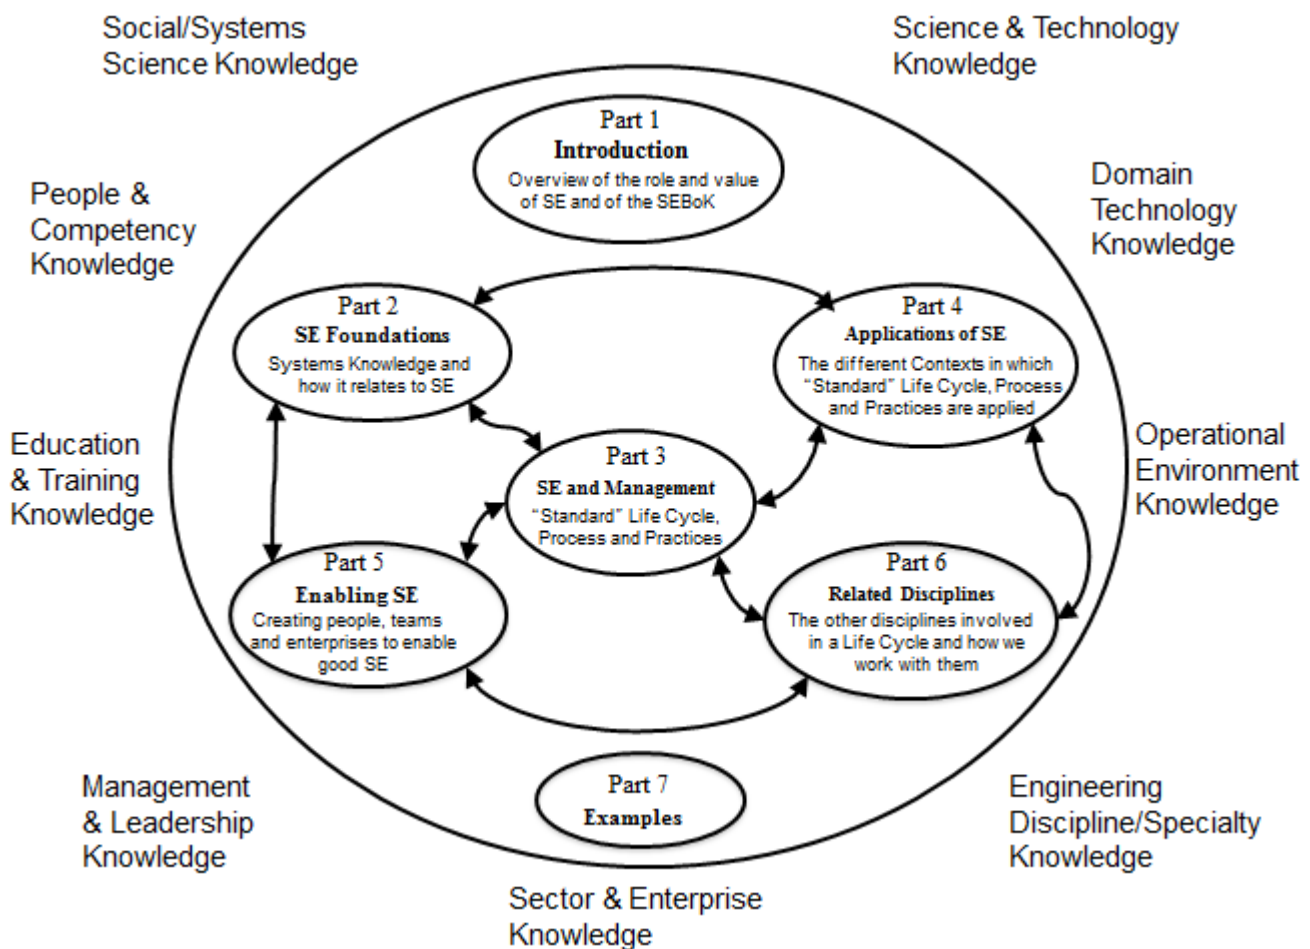 Social/Systems
Science Knowledge
Science & Technology
Knowledge
Part 1
Introduction
Overview of the role and value
of SE and of the SEBoK
People &
Competency
Knowledge
Domain
Technology
Knowledge
Part 2
SE Foundations
Systems Knowledge and
how it relates to SE
Part 4
Applications of SE
The different Contexts in which
“Standard” Life Cycle, Process
and Practices are applied
Education
& Training
Knowledge
Part 3
SE and Management
“Standard” Life Cycle,
Process and Practices
Operational
Environment
Knowledge
Part 5
Enabling SE
Creating people, teams
and enterprises to enable
good SE
Part 6
Related Disciplines
The other disciplines involved
in a Life Cycle and how we
work with them
Management
& Leadership
Knowledge
Part 7
Examples
Engineering
Discipline/Specialty
Knowledge
Sector & Enterprise
Knowledge